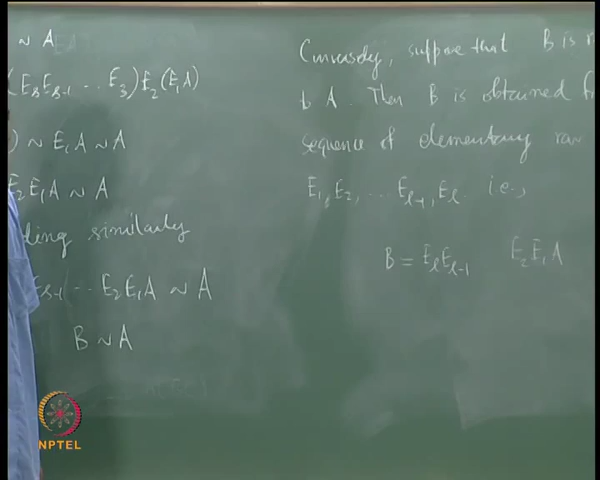 ~ A
(E_s E_{s-1} ... E_3) E_2 (E_1 A)
) ~ E_1 A ~ A
E_2 E_1 A ~ A
ding similarly
E_{s-1} ... E_2 E_1 A ~ A
B ~ A
Conversely, suppose that B is r
to A. Then B is obtained f
sequence of elementary row
E_1, E_2, ... E_{l-1}, E_l. i.e.,
B = E_l E_{l-1} E_2 E_1 A
NPTEL